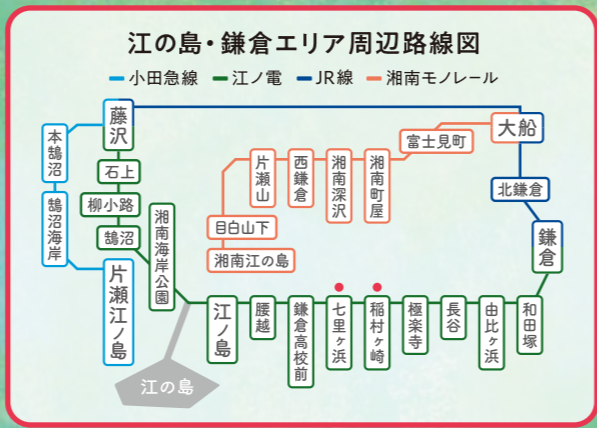 江の島・鎌倉エリア周辺路線図
小田急線 江ノ電 JR線 湘南モノレール
藤沢
大船
本鵠沼
石上
富士見町
片瀬山
西鎌倉
湘南深沢
湘南町屋
北鎌倉
柳小路
鵠沼海岸
湘南海岸公園
目白山下
鵠沼
鎌倉
湘南江の島
片瀬江ノ島
江ノ島
腰越
鎌倉高校前
七里ヶ浜
稲村ヶ崎
極楽寺
長谷
由比ヶ浜
和田塚
江の島